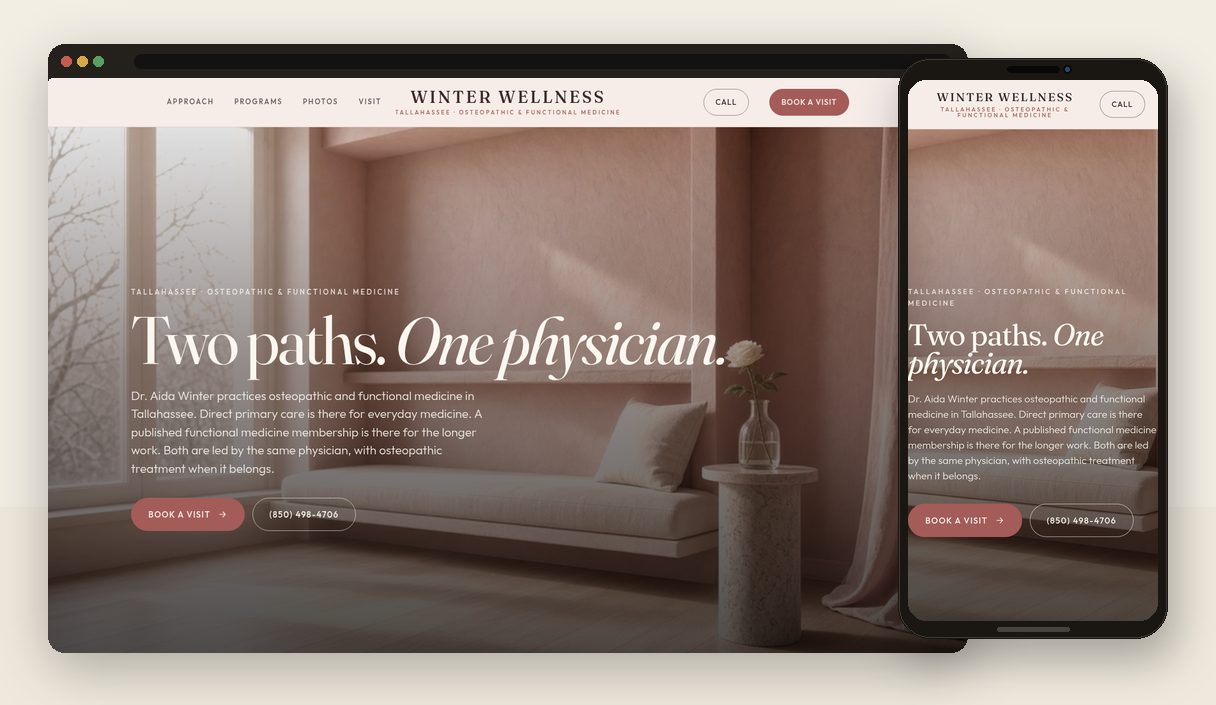 APPROACH PROGRAMS PHOTOS VISIT
WINTER WELLNESS
TALLAHASSEE · OSTEOPATHIC & FUNCTIONAL MEDICINE
CALL
BOOK A VISIT
TALLAHASSEE · OSTEOPATHIC & FUNCTIONAL MEDICINE
Two paths. One physician.
Dr. Aida Winter practices osteopathic and functional medicine in
Tallahassee. Direct primary care is there for everyday medicine. A
published functional medicine membership is there for the longer
work. Both are led by the same physician, with osteopathic
treatment when it belongs.
BOOK A VISIT →
(850) 498-4706
WINTER WELLNESS
TALLAHASSEE · OSTEOPATHIC &
FUNCTIONAL MEDICINE
CALL
TALLAHASSEE · OSTEOPATHIC & FUNCTIONAL
MEDICINE
Two paths. One
physician.
Dr. Aida Winter practices osteopathic and functional
medicine in Tallahassee. Direct primary care is there
for everyday medicine. A published functional medicine
membership is there for the longer work. Both are led
by the same physician, with osteopathic treatment
when it belongs.
BOOK A VISIT →
(850) 498-4706